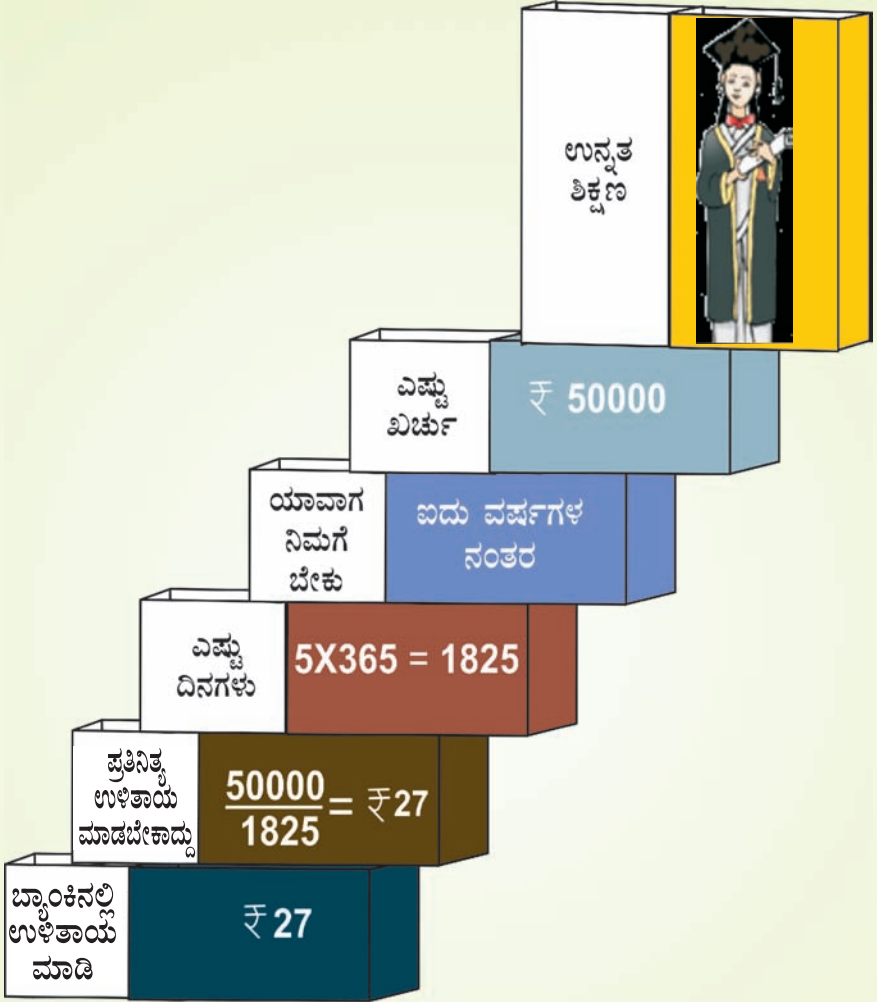 ಉನ್ನತ
ಶಿಕ್ಷಣ
ಎಷ್ಟು
ಖರ್ಚು
₹ 50000
ಯಾವಾಗ
ನಿಮಗೆ
ಬೇಕು
ಐದು ವರ್ಷಗಳ
ನಂತರ
ಎಷ್ಟು
ದಿನಗಳು
5X365 = 1825
ಪ್ರತಿನಿತ್ಯ
ಉಳಿತಾಯ
ಮಾಡಬೇಕಾದ್ದು
50000
1825
= ₹ 27
ಬ್ಯಾಂಕಿನಲ್ಲಿ
ಉಳಿತಾಯ
ಮಾಡಿ
₹ 27